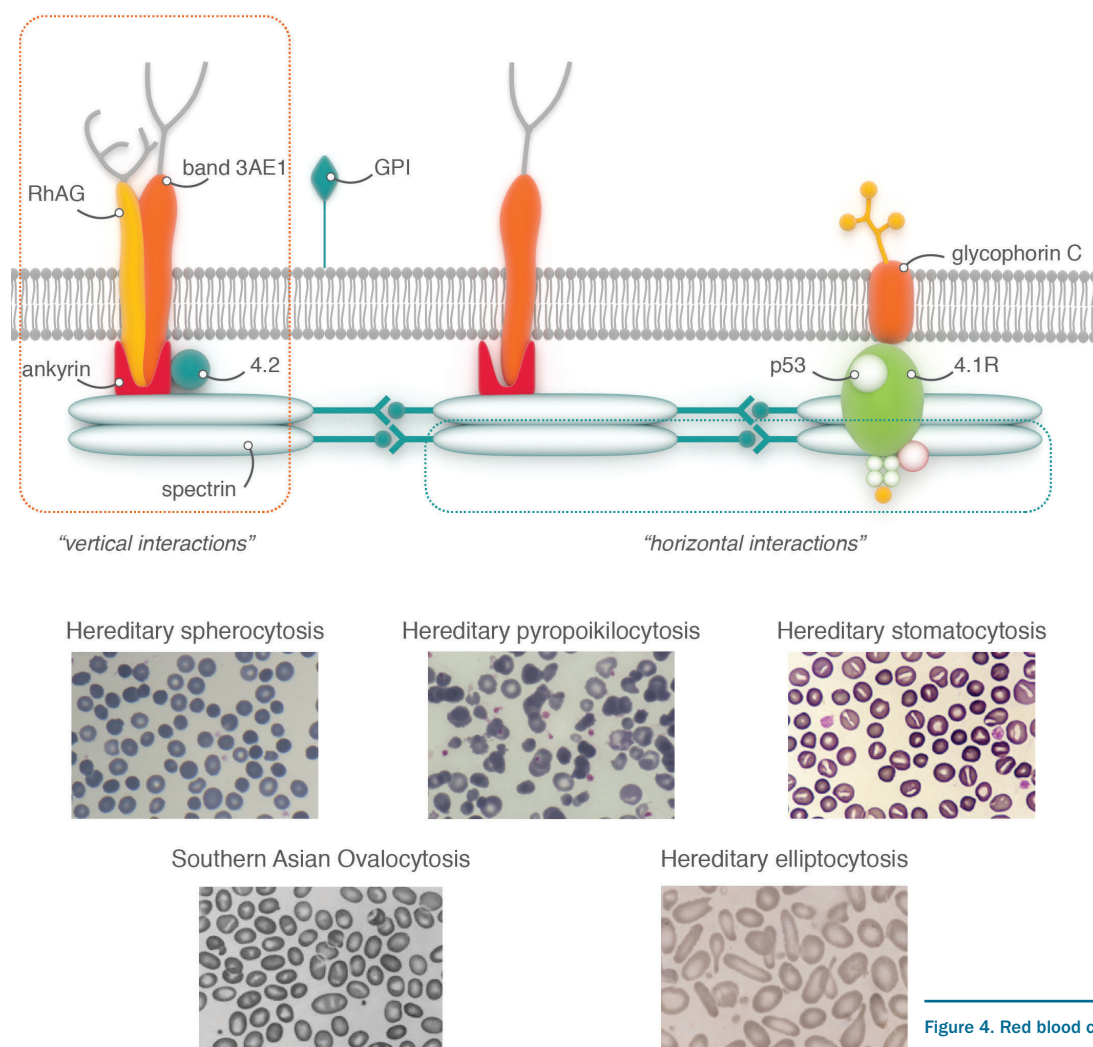 band 3AE1
GPI
RhAG
glycophorin C
ankyrin
4.2
p53
4.1R
spectrin
“vertical interactions”
“horizontal interactions”
Hereditary spherocytosis
Hereditary pyropoikilocytosis
Hereditary stomatocytosis
Southern Asian Ovalocytosis
Hereditary elliptocytosis
Figure 4. Red blood c